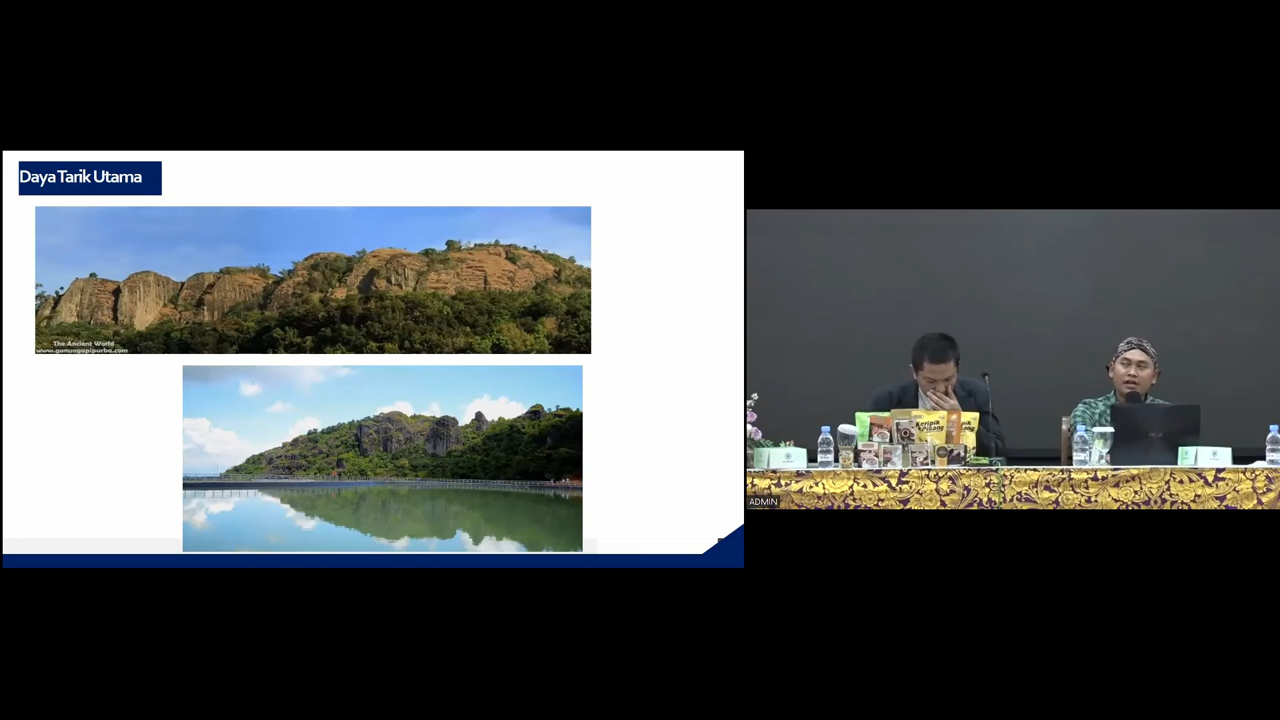 Daya Tarik Utama
The Ancient World
www.gunungapipurba.com
Keripik
Pisang
ADMIN